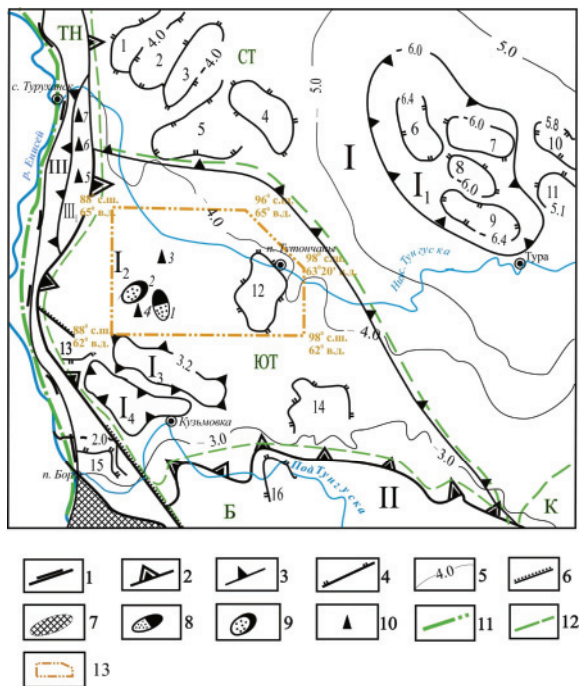 ТН
1
2
-4.0
3
-4.0
СТ
5.0
5.0
- 6.0
с. Туруханск
4
6.4
-6.0
5.8
7
6
7
10
р. Енисей
6
5
I
8
-6.0
11
III
5
I1
9
5.1
III
- 6.4
88° с.ш.
65° в.д.
96° с.ш.
65° в.д.
-4.0
п. Тутончаны
Ниж. Тунгуска
Тура
3
98° с.ш.
63°20' в.д.
I2
2
12
4
1
-4.0
88° с.ш.
62° в.д.
98° с.ш.
62° в.д.
13
I3
3.2
ЮТ
I4
14
Кузьмовка
-2.0
-3.0
-3.0
15
п. Бор
Под Тунгуска
16
II
Б
К
1
2
3
4
4.0
5
6
7
8
9
10
11
12
13